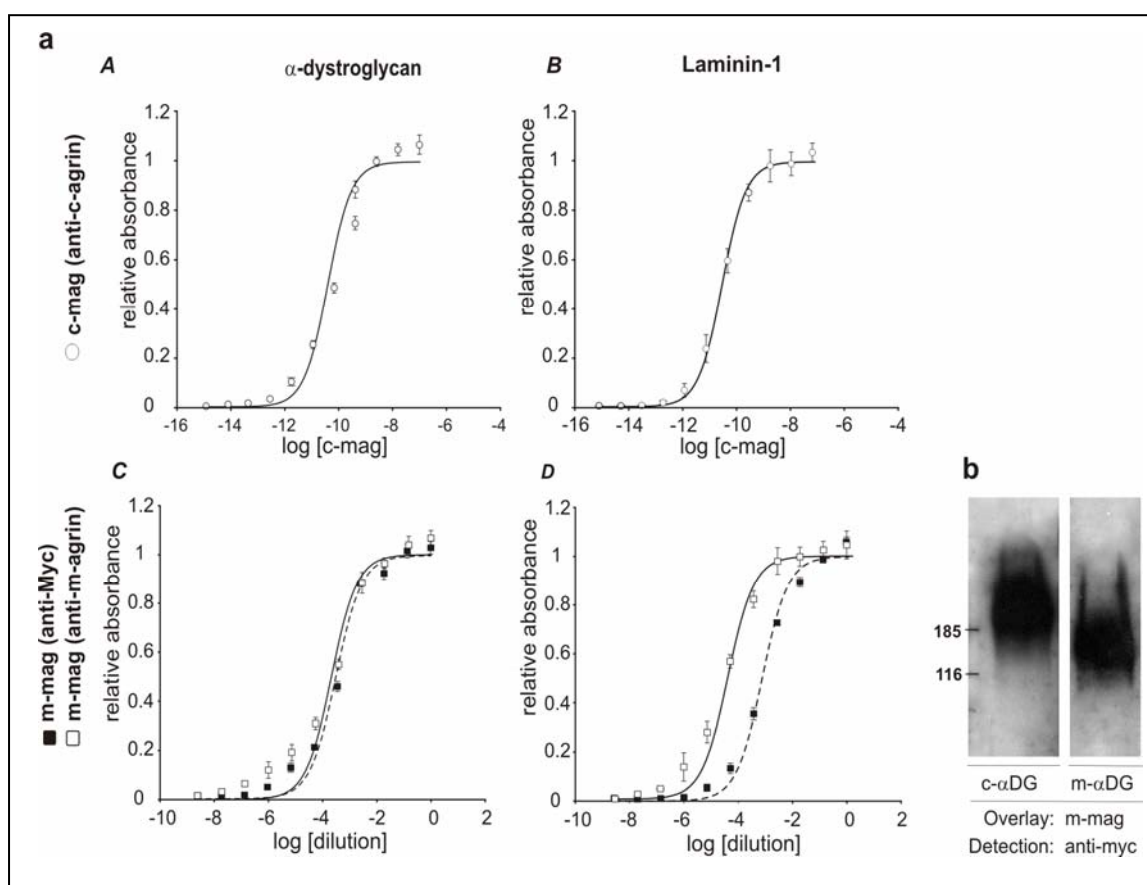 a
A
α-dystroglycan
B
Laminin-1
○ c-mag (anti-c-agrin)
relative absorbance
1.2
1
0.8
0.6
0.4
0.2
0
-16 -14 -12 -10 -8 -6 -4
log [c-mag]
relative absorbance
1.2
1
0.8
0.6
0.4
0.2
0
-16 -14 -12 -10 -8 -6 -4
log [c-mag]
■ m-mag (anti-Myc)
□ m-mag (anti-m-agrin)
C
relative absorbance
1.2
1
0.8
0.6
0.4
0.2
0
-10 -8 -6 -4 -2 0 2
log [dilution]
D
relative absorbance
1.2
1
0.8
0.6
0.4
0.2
0
-10 -8 -6 -4 -2 0 2
log [dilution]
b
185
116
c-αDG m-αDG
Overlay: m-mag
Detection: anti-myc